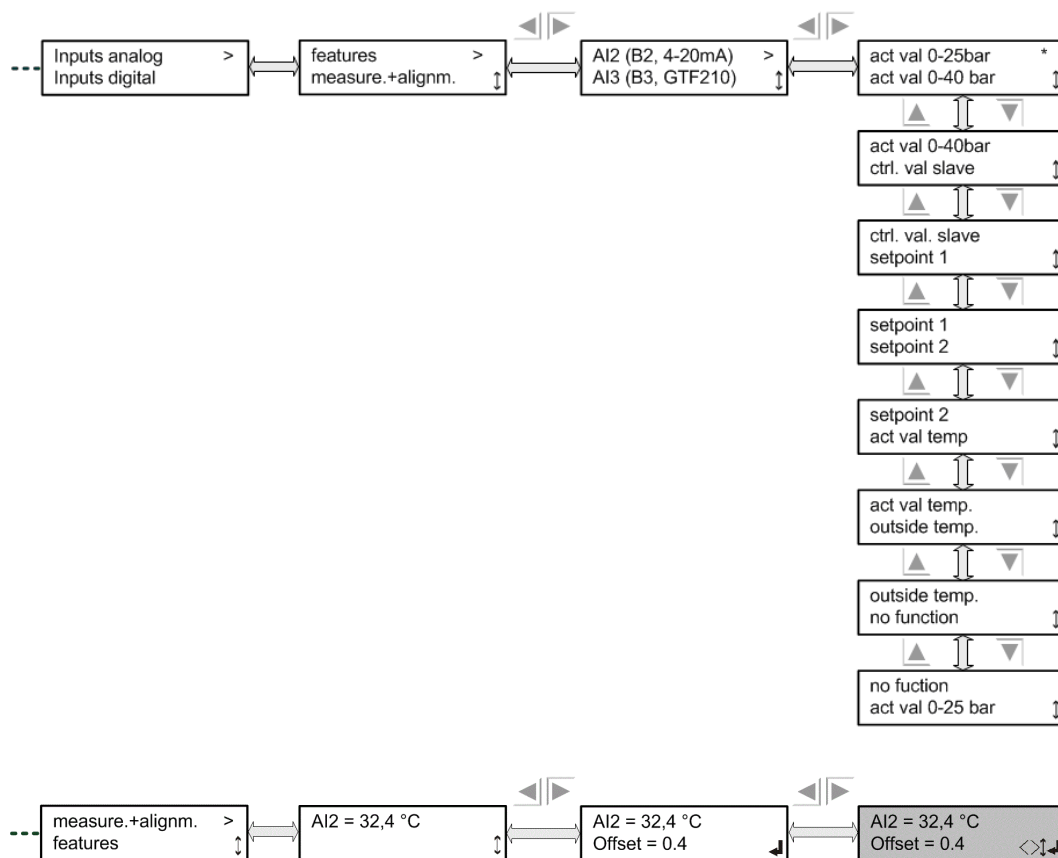 Inputs analog >
Inputs digital
features >
measure.+alignm.
AI2 (B2, 4-20mA) >
AI3 (B3, GTF210)
act val 0-25bar *
act val 0-40 bar
act val 0-40bar
ctrl. val slave
ctrl. val. slave
setpoint 1
setpoint 1
setpoint 2
setpoint 2
act val temp
act val temp.
outside temp.
outside temp.
no function
no fuction
act val 0-25 bar
measure.+alignm. >
features
AI2 = 32,4 °C
AI2 = 32,4 °C
Offset = 0.4
AI2 = 32,4 °C
Offset = 0.4 <>